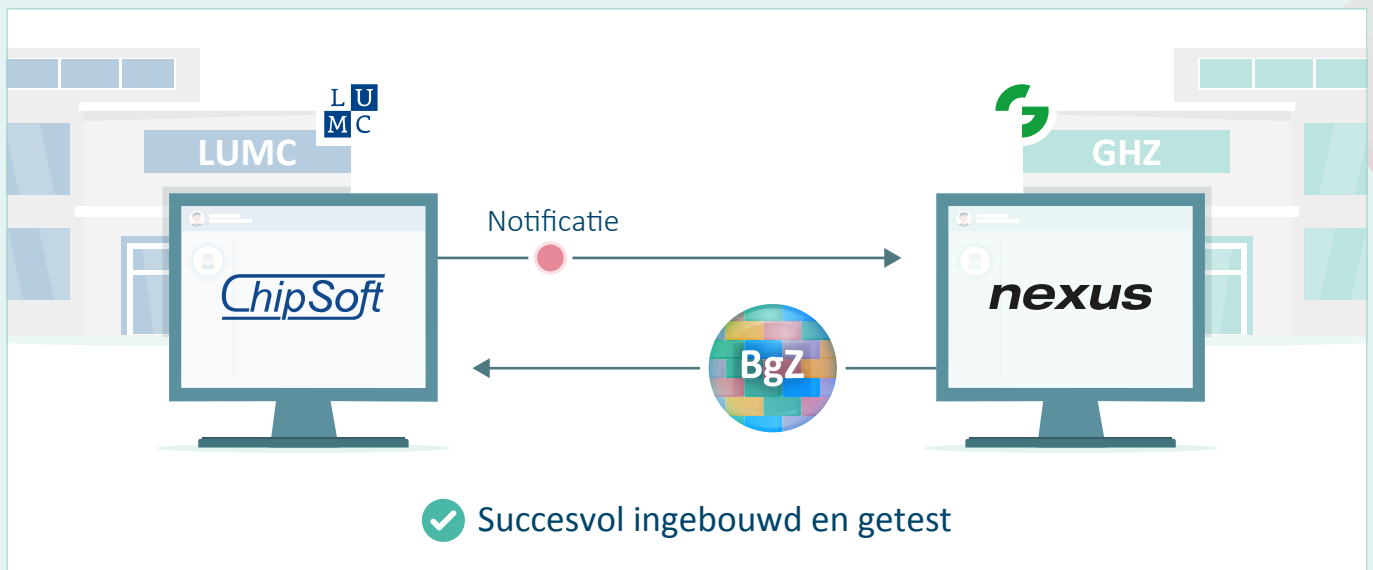 L U
M C
LUMC
GHZ
Notificatie
ChipSoft
nexus
BgZ
Succesvol ingebouwd en getest